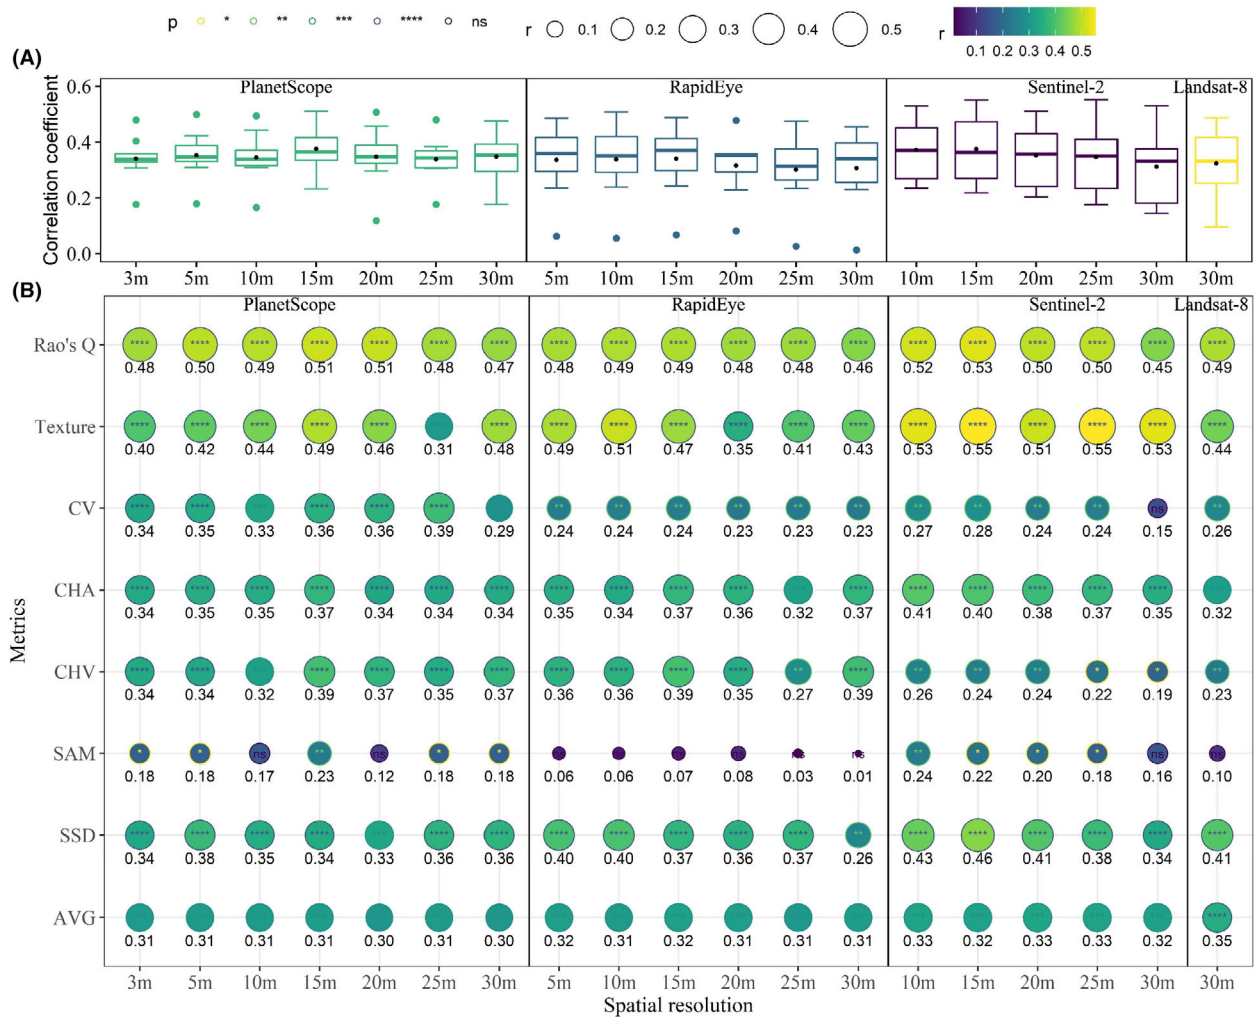 p * ** *** **** ns r 0.1 0.2 0.3 0.4 0.5 r 0.1 0.2 0.3 0.4 0.5
(A)
PlanetScope RapidEye Sentinel-2 Landsat-8
Correlation coefficient
0.6
0.4
0.2
0.0
3m 5m 10m 15m 20m 25m 30m 5m 10m 15m 20m 25m 30m 10m 15m 20m 25m 30m 30m
(B)
PlanetScope RapidEye Sentinel-2 Landsat-8
Metrics
Rao's Q **** **** **** **** **** **** **** **** **** **** **** **** **** **** **** **** **** **** ****
0.48 0.50 0.49 0.51 0.51 0.48 0.47 0.48 0.49 0.49 0.48 0.48 0.46 0.52 0.53 0.50 0.50 0.45 0.49
Texture **** **** **** **** **** **** **** **** **** **** **** **** **** **** **** **** **** ****
0.40 0.42 0.44 0.49 0.46 0.31 0.48 0.49 0.51 0.47 0.35 0.41 0.43 0.53 0.55 0.51 0.55 0.53 0.44
CV **** **** *** **** **** **** ** ** ** ** ** ** ** ** ** ** ns **
0.34 0.35 0.33 0.36 0.36 0.39 0.29 0.24 0.24 0.24 0.23 0.23 0.23 0.27 0.28 0.24 0.24 0.15 0.26
CHA **** **** **** **** **** **** **** **** **** **** **** *** **** **** **** **** **** ****
0.34 0.35 0.35 0.37 0.34 0.34 0.34 0.35 0.34 0.37 0.36 0.32 0.37 0.41 0.40 0.38 0.37 0.35 0.32
CHV **** **** **** **** **** **** **** **** **** **** ** **** ** ** ** * * **
0.34 0.34 0.32 0.39 0.37 0.35 0.37 0.36 0.36 0.39 0.35 0.27 0.39 0.26 0.24 0.24 0.22 0.19 0.23
SAM * * ns ** ns * * ns ns ns ns ns ns ** * * * ns ns
0.18 0.18 0.17 0.23 0.12 0.18 0.18 0.06 0.06 0.07 0.08 0.03 0.01 0.24 0.22 0.20 0.18 0.16 0.10
SSD **** **** **** **** **** **** **** **** **** **** **** ** **** **** **** **** **** ****
0.34 0.38 0.35 0.34 0.33 0.36 0.36 0.40 0.40 0.37 0.36 0.37 0.26 0.43 0.46 0.41 0.38 0.34 0.41
AVG *** *** *** *** *** *** *** *** *** *** *** *** *** *** *** *** *** *** ****
0.31 0.31 0.31 0.31 0.30 0.31 0.30 0.32 0.31 0.32 0.31 0.31 0.31 0.33 0.32 0.33 0.33 0.32 0.35
3m 5m 10m 15m 20m 25m 30m 5m 10m 15m 20m 25m 30m 10m 15m 20m 25m 30m 30m
Spatial resolution